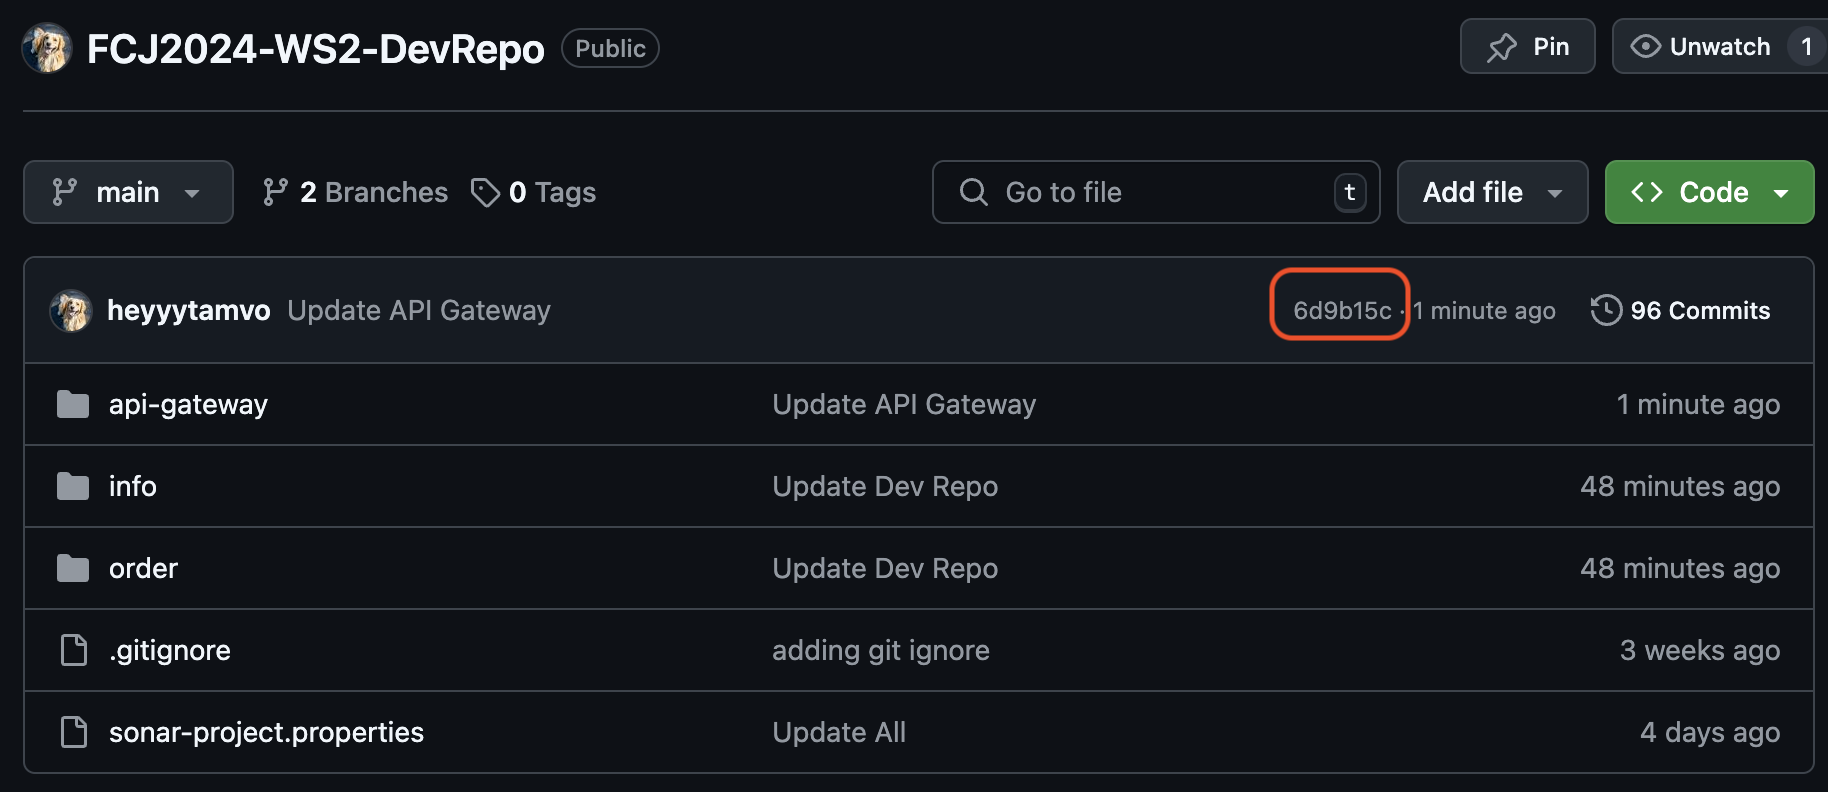 FCJ2024-WS2-DevRepo Public Pin Unwatch 1
main 2 Branches 0 Tags Go to file t Add file Code
heyyytamvo Update API Gateway 6d9b15c · 1 minute ago 96 Commits
api-gateway Update API Gateway 1 minute ago
info Update Dev Repo 48 minutes ago
order Update Dev Repo 48 minutes ago
.gitignore adding git ignore 3 weeks ago
sonar-project.properties Update All 4 days ago